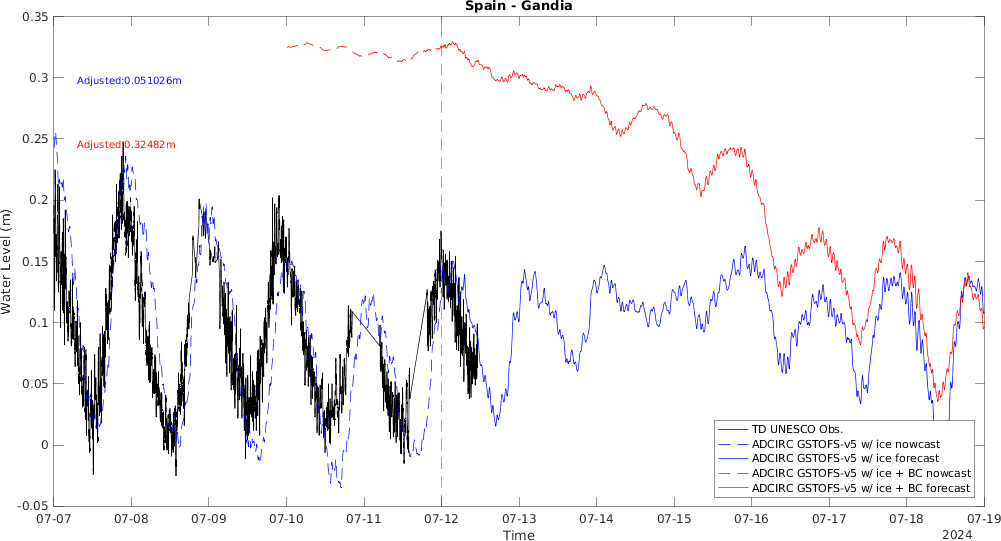 Spain - Gandia
0.35
0.3
0.25
0.2
0.15
0.1
0.05
0
-0.05
Water Level (m)
Adjusted:0.051026m
Adjusted:0.32482m
TD UNESCO Obs.
ADCIRC GSTOFS-v5 w/ ice nowcast
ADCIRC GSTOFS-v5 w/ ice forecast
ADCIRC GSTOFS-v5 w/ ice + BC nowcast
ADCIRC GSTOFS-v5 w/ ice + BC forecast
07-07 07-08 07-09 07-10 07-11 07-12 07-13 07-14 07-15 07-16 07-17 07-18 07-19
Time
2024